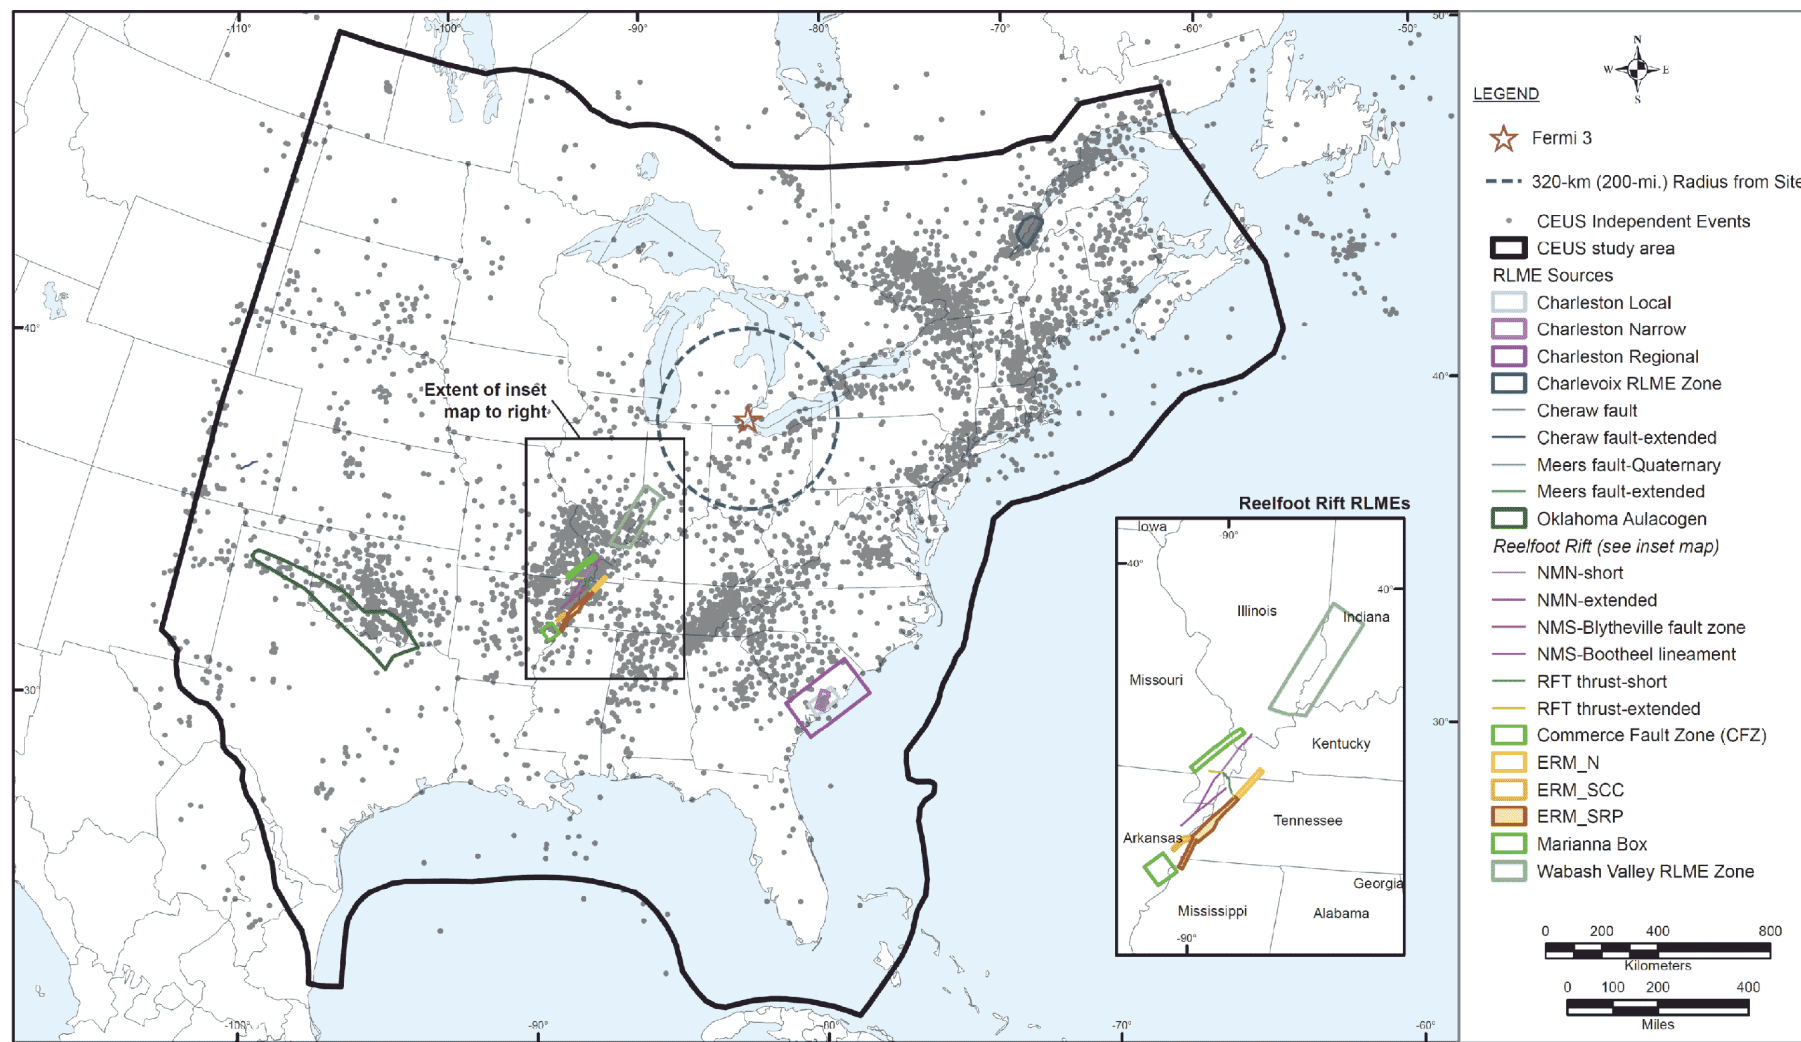 -110°
-100°
-90°
-80°
-70°
-60°
-50°
50°
40°
40°
30°
30°
-100°
-90°
-80°
-70°
-60°
Extent of inset
map to right
Reelfoot Rift RLMEs
Iowa
-90°
40°
40°
Illinois
Indiana
Missouri
Kentucky
Tennessee
Arkansas
Georgia
Mississippi
Alabama
-90°
N
W
E
S
LEGEND
Fermi 3
320-km (200-mi.) Radius from Site
CEUS Independent Events
CEUS study area
RLME Sources
Charleston Local
Charleston Narrow
Charleston Regional
Charlevoix RLME Zone
Cheraw fault
Cheraw fault-extended
Meers fault-Quaternary
Meers fault-extended
Oklahoma Aulacogen
Reelfoot Rift (see inset map)
NMN-short
NMN-extended
NMS-Blytheville fault zone
NMS-Bootheel lineament
RFT thrust-short
RFT thrust-extended
Commerce Fault Zone (CFZ)
ERM_N
ERM_SCC
ERM_SRP
Marianna Box
Wabash Valley RLME Zone
0 200 400 800
Kilometers
0 100 200 400
Miles